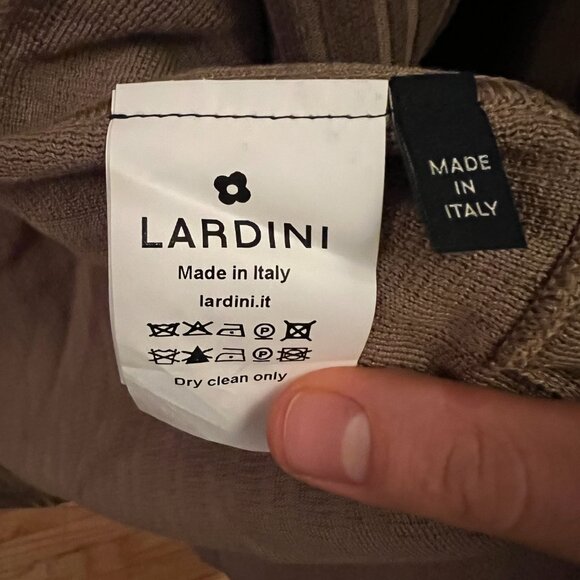 LARDINI
Made in Italy
lardini.it
P
P
Dry clean only
MADE
IN
ITALY